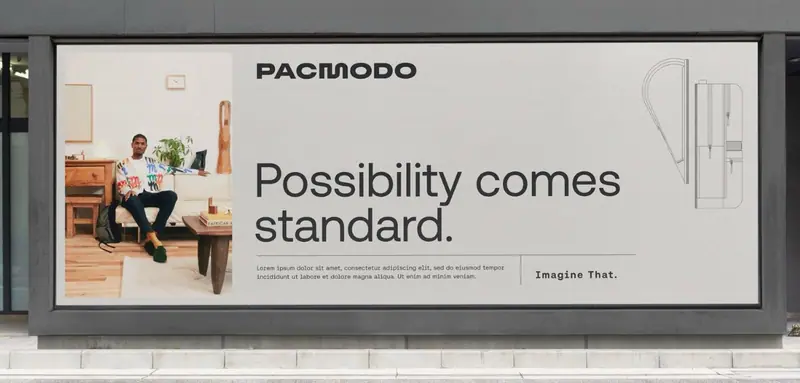 PACMODO
Possibility comes
standard.
Lorem ipsum dolor sit amet, consectetur adipiscing elit, sed do eiusmod tempor
incididunt ut labore et dolore magna aliqua. Ut enim ad minim veniam.
Imagine That.